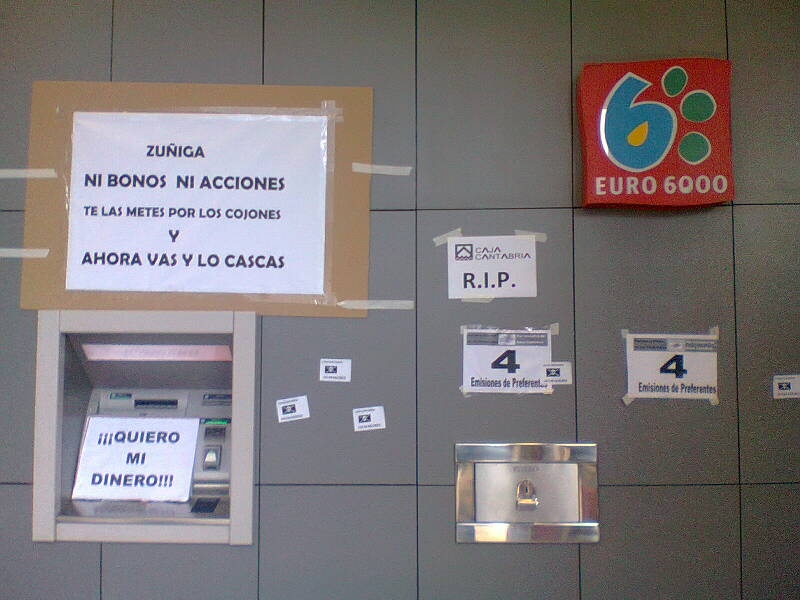 ZUÑIGA
NI BONOS NI ACCIONES
TE LAS METES POR LOS COJONES
Y
AHORA VAS Y LO CASCAS
EURO 6000
CAJA
CANTABRIA
R.I.P.
4
Emisiones de Preferentes
4
Emisiones de Preferentes
¡¡¡QUIERO
MI
DINERO!!!